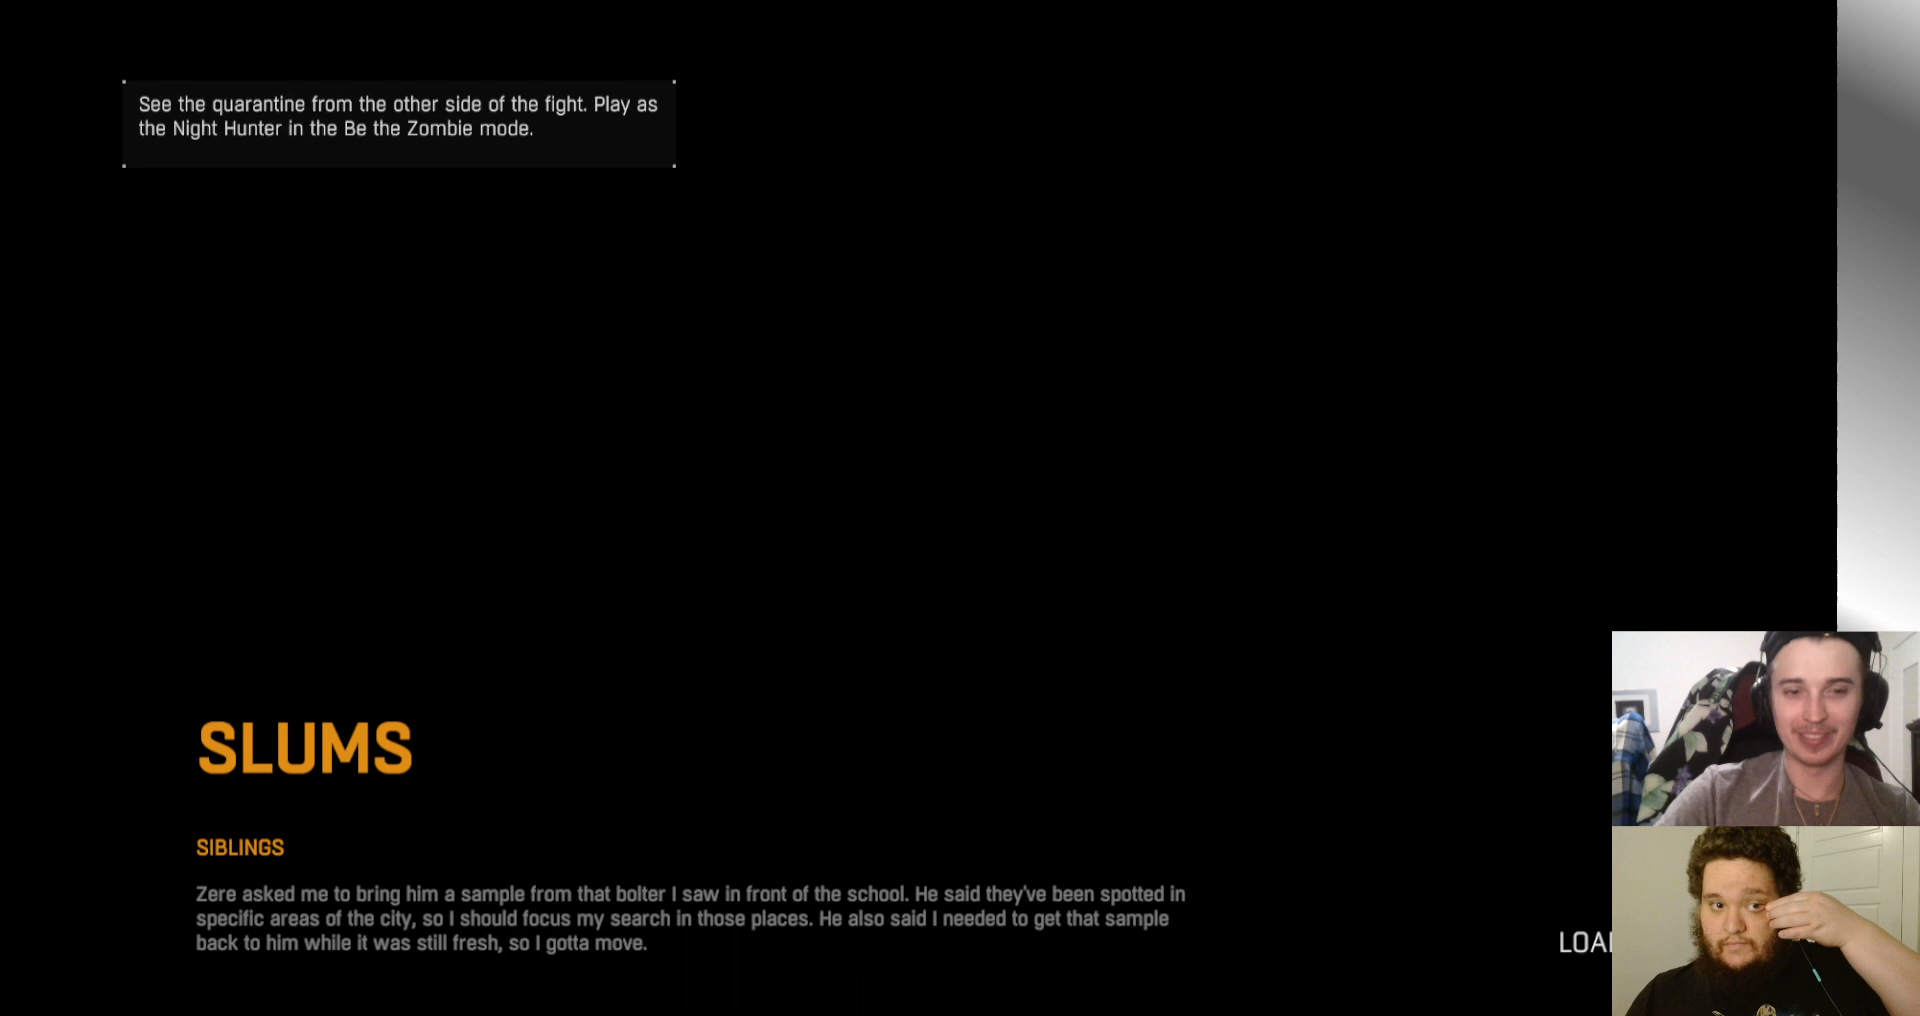 See the quarantine from the other side of the fight. Play as
the Night Hunter in the Be the Zombie mode.
SLUMS
SIBLINGS
Zere asked me to bring him a sample from that bolter I saw in front of the school. He said they've been spotted in
specific areas of the city, so I should focus my search in those places. He also said I needed to get that sample
back to him while it was still fresh, so I gotta move.